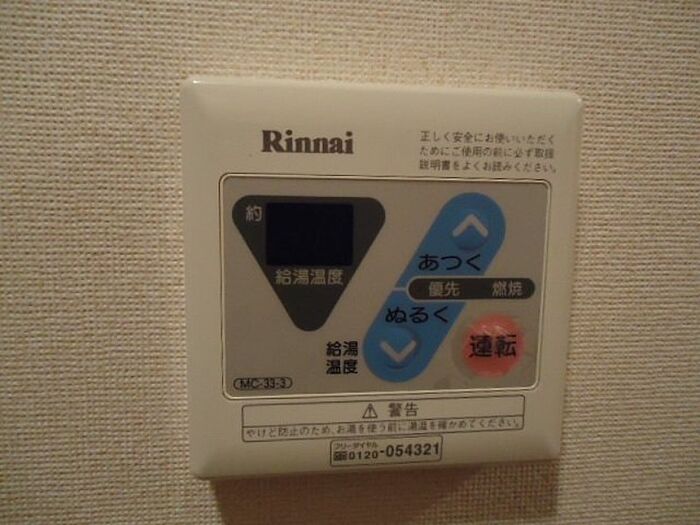 Rinnai
正しく安全にお使いいただく
ためにご使用の前に必ず取扱
説明書をよくお読みください。
約
給湯温度
あつく
優先 燃焼
ぬるく
給湯
温度
運転
MC-33-3
⚠ 警告
やけど防止のため、お湯を使う前に湯温を確かめてください。
フリーダイヤル
0120-054321